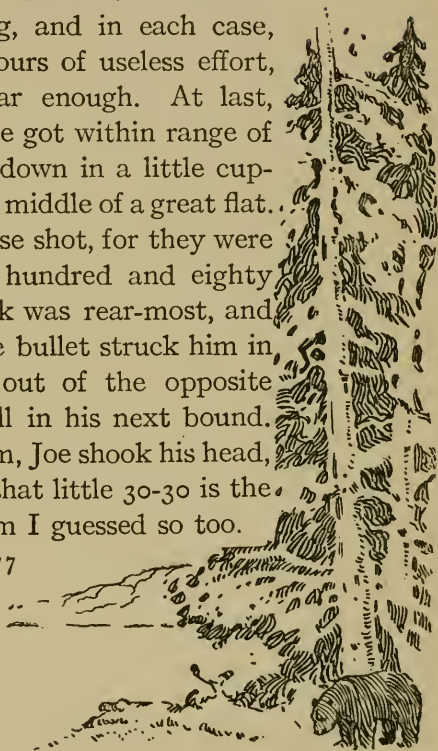 g, and in each case,
ours of useless effort,
ar enough. At last,
e got within range of
down in a little cup-
middle of a great flat.
se shot, for they were
hundred and eighty
k was rear-most, and
e bullet struck him in
out of the opposite
ll in his next bound.
m, Joe shook his head,
hat little 30-30 is the
m I guessed so too.
77